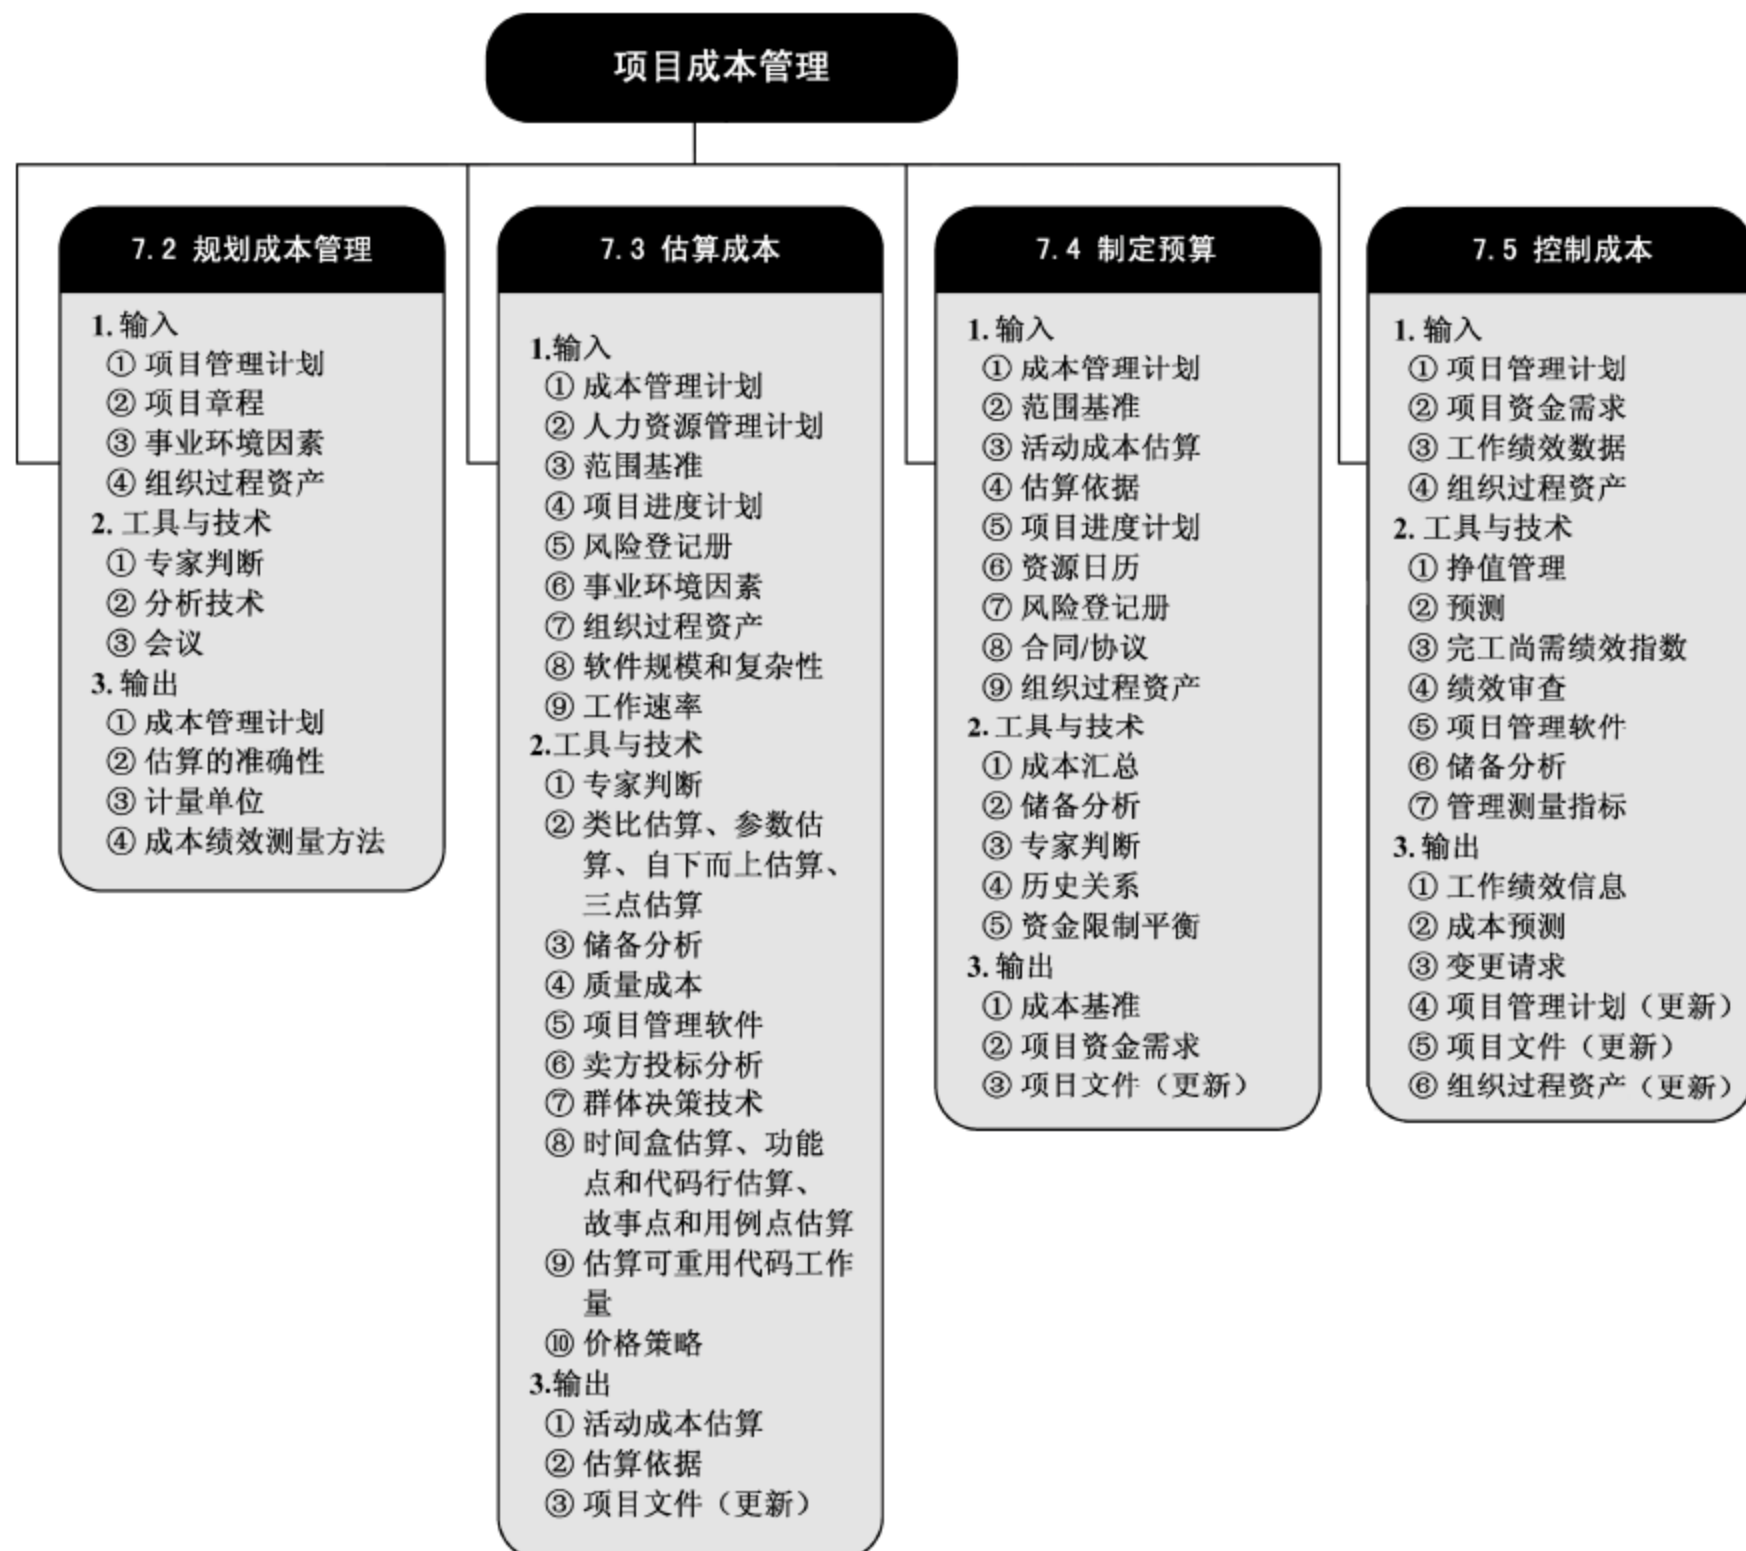 项目成本管理
7.2 规划成本管理
1. 输入
① 项目管理计划
② 项目章程
③ 事业环境因素
④ 组织过程资产
2. 工具与技术
① 专家判断
② 分析技术
③ 会议
3. 输出
① 成本管理计划
② 估算的准确性
③ 计量单位
④ 成本绩效测量方法
7.3 估算成本
1.输入
① 成本管理计划
② 人力资源管理计划
③ 范围基准
④ 项目进度计划
⑤ 风险登记册
⑥ 事业环境因素
⑦ 组织过程资产
⑧ 软件规模和复杂性
⑨ 工作速率
2.工具与技术
① 专家判断
② 类比估算、参数估
算、自下而上估算、
三点估算
③ 储备分析
④ 质量成本
⑤ 项目管理软件
⑥ 卖方投标分析
⑦ 群体决策技术
⑧ 时间盒估算、功能
点和代码行估算、
故事点和用例点估算
⑨ 估算可重用代码工作
量
⑩ 价格策略
3.输出
① 活动成本估算
② 估算依据
③ 项目文件（更新）
7.4 制定预算
1. 输入
① 成本管理计划
② 范围基准
③ 活动成本估算
④ 估算依据
⑤ 项目进度计划
⑥ 资源日历
⑦ 风险登记册
⑧ 合同/协议
⑨ 组织过程资产
2. 工具与技术
① 成本汇总
② 储备分析
③ 专家判断
④ 历史关系
⑤ 资金限制平衡
3. 输出
① 成本基准
② 项目资金需求
③ 项目文件（更新）
7.5 控制成本
1. 输入
① 项目管理计划
② 项目资金需求
③ 工作绩效数据
④ 组织过程资产
2. 工具与技术
① 挣值管理
② 预测
③ 完工尚需绩效指数
④ 绩效审查
⑤ 项目管理软件
⑥ 储备分析
⑦ 管理测量指标
3. 输出
① 工作绩效信息
② 成本预测
③ 变更请求
④ 项目管理计划（更新）
⑤ 项目文件（更新）
⑥ 组织过程资产（更新）